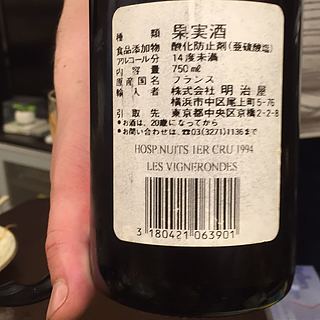 種類 果実酒
食品添加物 酸化防止剤(亜硫酸塩)
アルコール分 14度未満
内容量 750mℓ
原産国名 フランス
輸入者 株式会社 明治屋
横浜市中区尾上町5-76
引取先 東京都中央区京橋2-2-8
●お酒は、20歳になってから
●お問い合わせは、☎03(3271)1136まで
HOSP.NUITS 1ER CRU 1994
LES VIGNERONDES
3 180421 063901